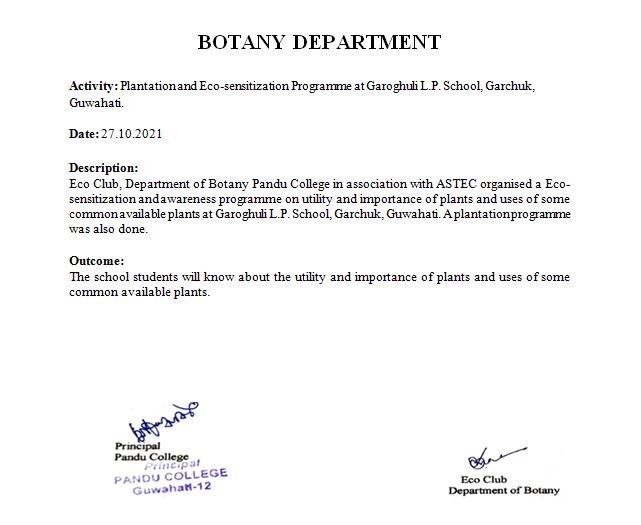 BOTANY DEPARTMENT
Activity: Plantation and Eco-sensitization Programme at Garoghuli L.P. School, Garchuk,
Guwahati.
Date: 27.10.2021
Description:
Eco Club, Department of Botany Pandu College in association with ASTEC organised a Eco-
sensitization and awareness programme on utility and importance of plants and uses of some
common available plants at Garoghuli L.P. School, Garchuk, Guwahati. A plantation programme
was also done.
Outcome:
The school students will know about the utility and importance of plants and uses of some
common available plants.
Principal
Pandu College
Principal
PANDU COLLEGE
Guwahati-12
Eco Club
Department of Botany